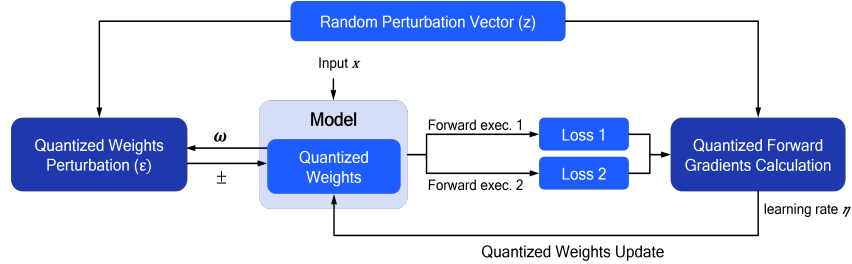 Random Perturbation Vector (z)
Input x
Model
Quantized Weights
Perturbation (ε)
ω
±
Quantized
Weights
Forward exec. 1
Forward exec. 2
Loss 1
Loss 2
Quantized Forward
Gradients Calculation
learning rate η
Quantized Weights Update